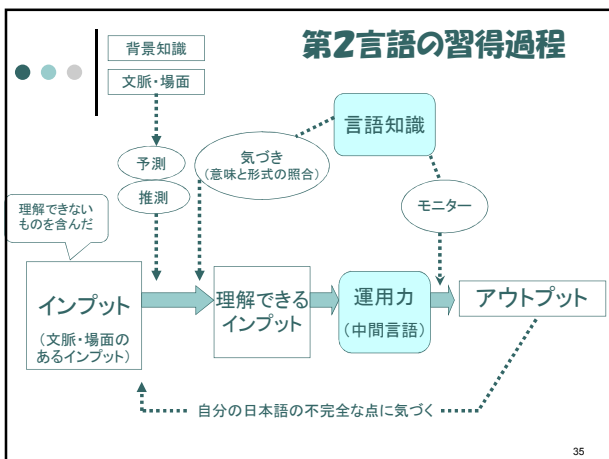 第2言語の習得過程
背景知識
文脈・場面
予測
推測
気づき
(意味と形式の照合)
言語知識
モニター
理解できない
ものを含んだ
インプット
(文脈・場面の
あるインプット)
理解できる
インプット
運用力
(中間言語)
アウトプット
自分の日本語の不完全な点に気づく
35